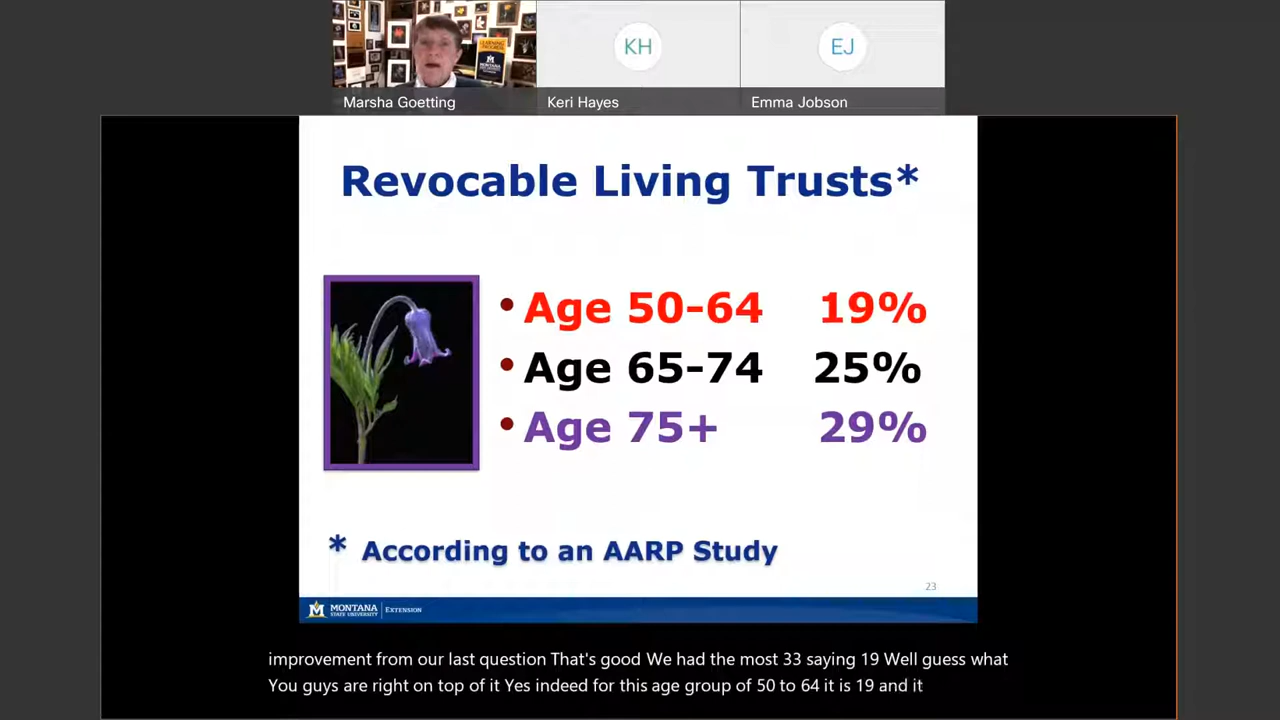 KH
EJ
Marsha Goetting
Keri Hayes
Emma Jobson
Revocable Living Trusts*
• Age 50-64 19%
• Age 65-74 25%
• Age 75+ 29%
* According to an AARP Study
23
M MONTANA STATE UNIVERSITY EXTENSION
improvement from our last question That's good We had the most 33 saying 19 Well guess what
You guys are right on top of it Yes indeed for this age group of 50 to 64 it is 19 and it